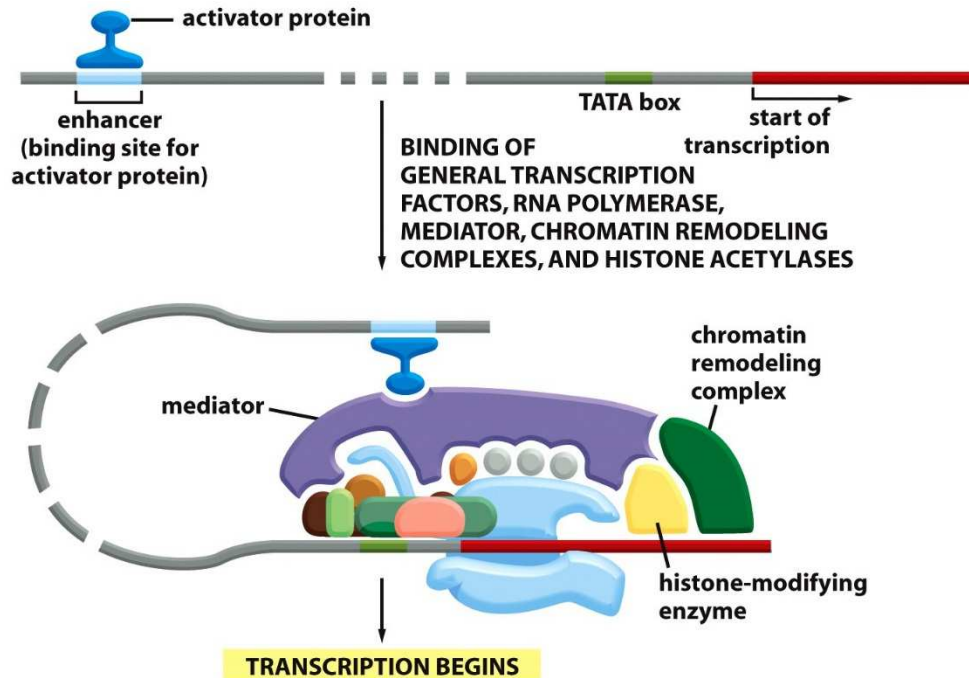 activator protein
enhancer
(binding site for
activator protein)
TATA box
start of
transcription
BINDING OF
GENERAL TRANSCRIPTION
FACTORS, RNA POLYMERASE,
MEDIATOR, CHROMATIN REMODELING
COMPLEXES, AND HISTONE ACETYLASES
mediator
chromatin
remodeling
complex
histone-modifying
enzyme
TRANSCRIPTION BEGINS